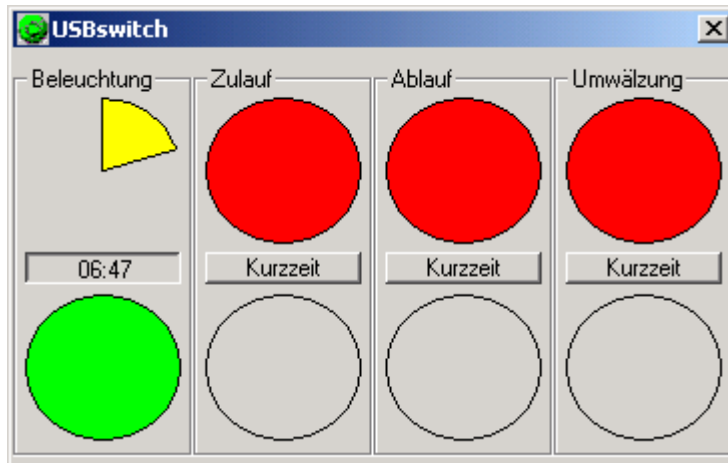 USBswitch
Beleuchtung Zulauf Ablauf Umwälzung
06:47 Kurzzeit Kurzzeit Kurzzeit